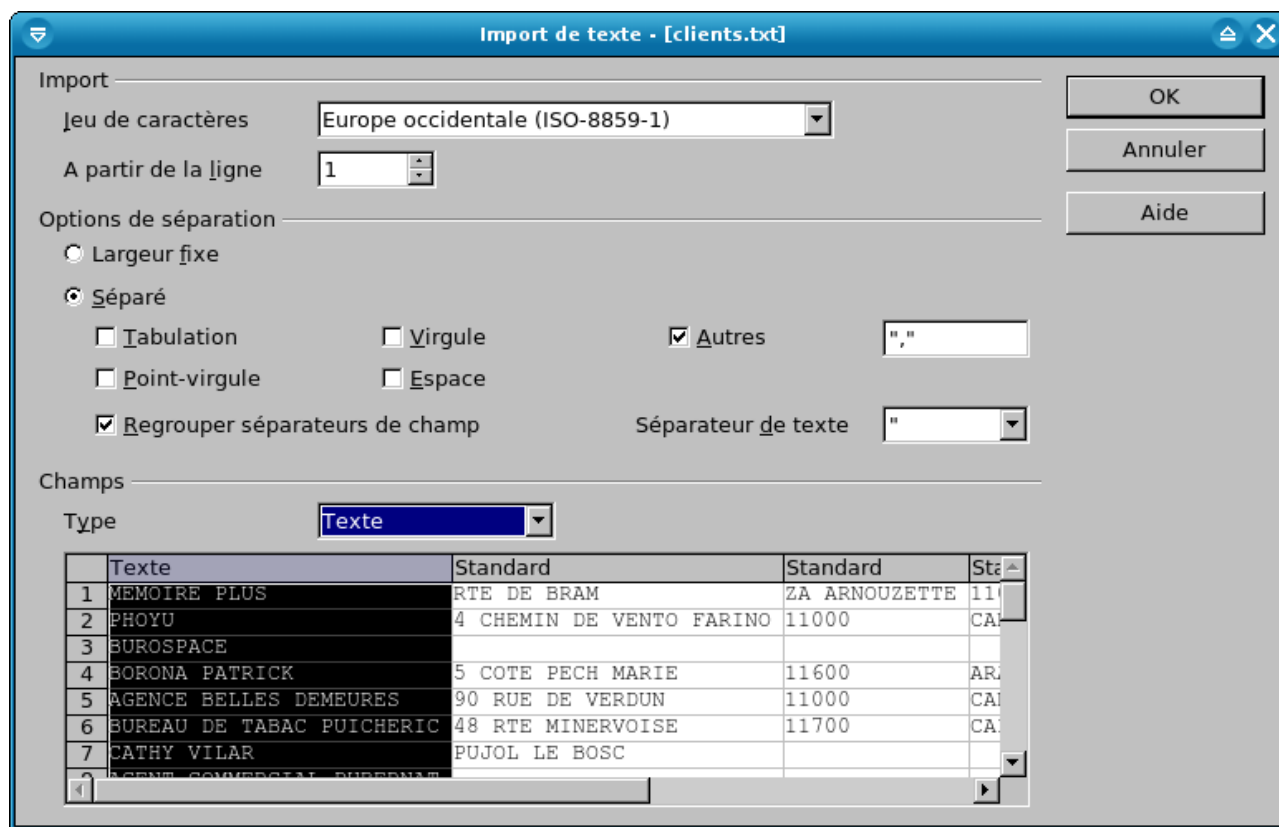 Import de texte - [clients.txt]
Import
Jeu de caractères Europe occidentale (ISO-8859-1)
A partir de la ligne 1
Options de séparation
Largeur fixe
Séparé
Tabulation Virgule Autres ","
Point-virgule Espace
Regrouper séparateurs de champ Séparateur de texte "
Champs
Type Texte
Texte Standard Standard
1 MEMOIRE PLUS RTE DE BRAM ZA ARNOUZETTE
2 PHOYU 4 CHEMIN DE VENTO FARINO 11000
3 BUROSPACE
4 BORONA PATRICK 5 COTE PECH MARIE 11600
5 AGENCE BELLES DEMEURES 90 RUE DE VERDUN 11000
6 BUREAU DE TABAC PUICHERIC 48 RTE MINERVOISE 11700
7 CATHY VILAR PUJOL LE BOSC
OK
Annuler
Aide